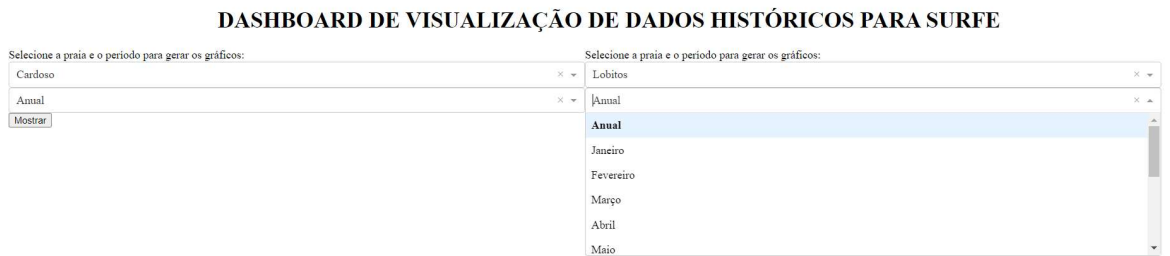 DASHBOARD DE VISUALIZAÇÃO DE DADOS HISTÓRICOS PARA SURFE
Selecione a praia e o período para gerar os gráficos:
Cardoso
Anual
Mostrar
Selecione a praia e o período para gerar os gráficos:
Lobitos
Anual
Anual
Janeiro
Fevereiro
Março
Abril
Maio